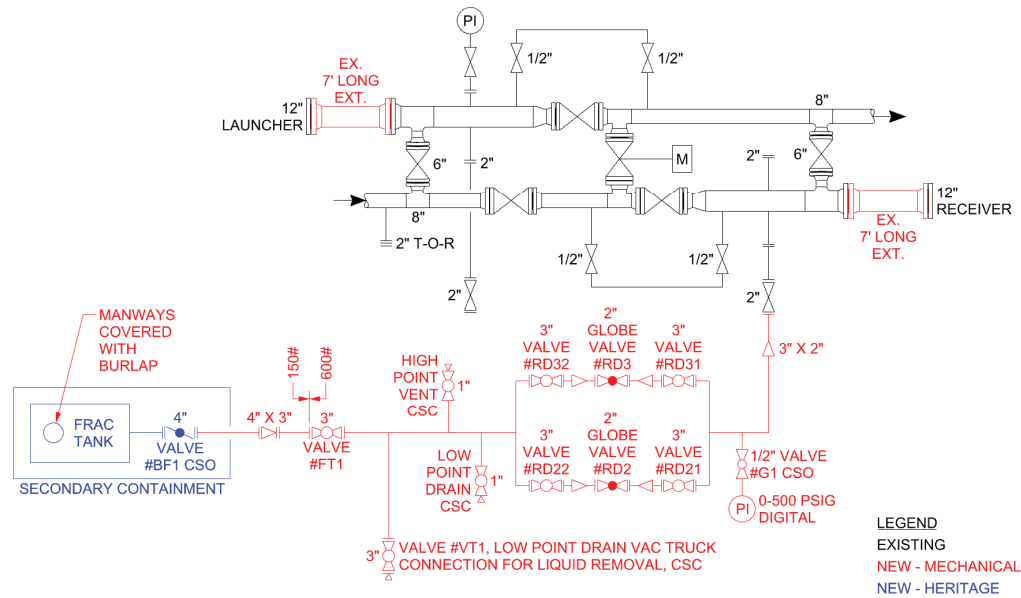 PI
1/2"
1/2"
EX.
7' LONG
EXT.
12"
LAUNCHER
8"
6"
2"
M
2"
6"
8"
12"
RECEIVER
EX.
7' LONG
EXT.
2" T-O-R
1/2"
1/2"
2"
2"
MANWAYS
COVERED
WITH
BURLAP
150#
600#
HIGH
POINT
VENT
CSC
1"
3"
VALVE
#RD32
2"
GLOBE
VALVE
#RD3
3"
VALVE
#RD31
3" X 2"
FRAC
TANK
4"
VALVE
#BF1 CSO
SECONDARY CONTAINMENT
4" X 3"
3"
VALVE
#FT1
LOW
POINT
DRAIN
CSC
1"
3"
VALVE
#RD22
2"
GLOBE
VALVE
#RD2
3"
VALVE
#RD21
1/2" VALVE
#G1 CSO
PI
0-500 PSIG
DIGITAL
3"
VALVE #VT1, LOW POINT DRAIN VAC TRUCK
CONNECTION FOR LIQUID REMOVAL, CSC
LEGEND
EXISTING
NEW - MECHANICAL
NEW - HERITAGE